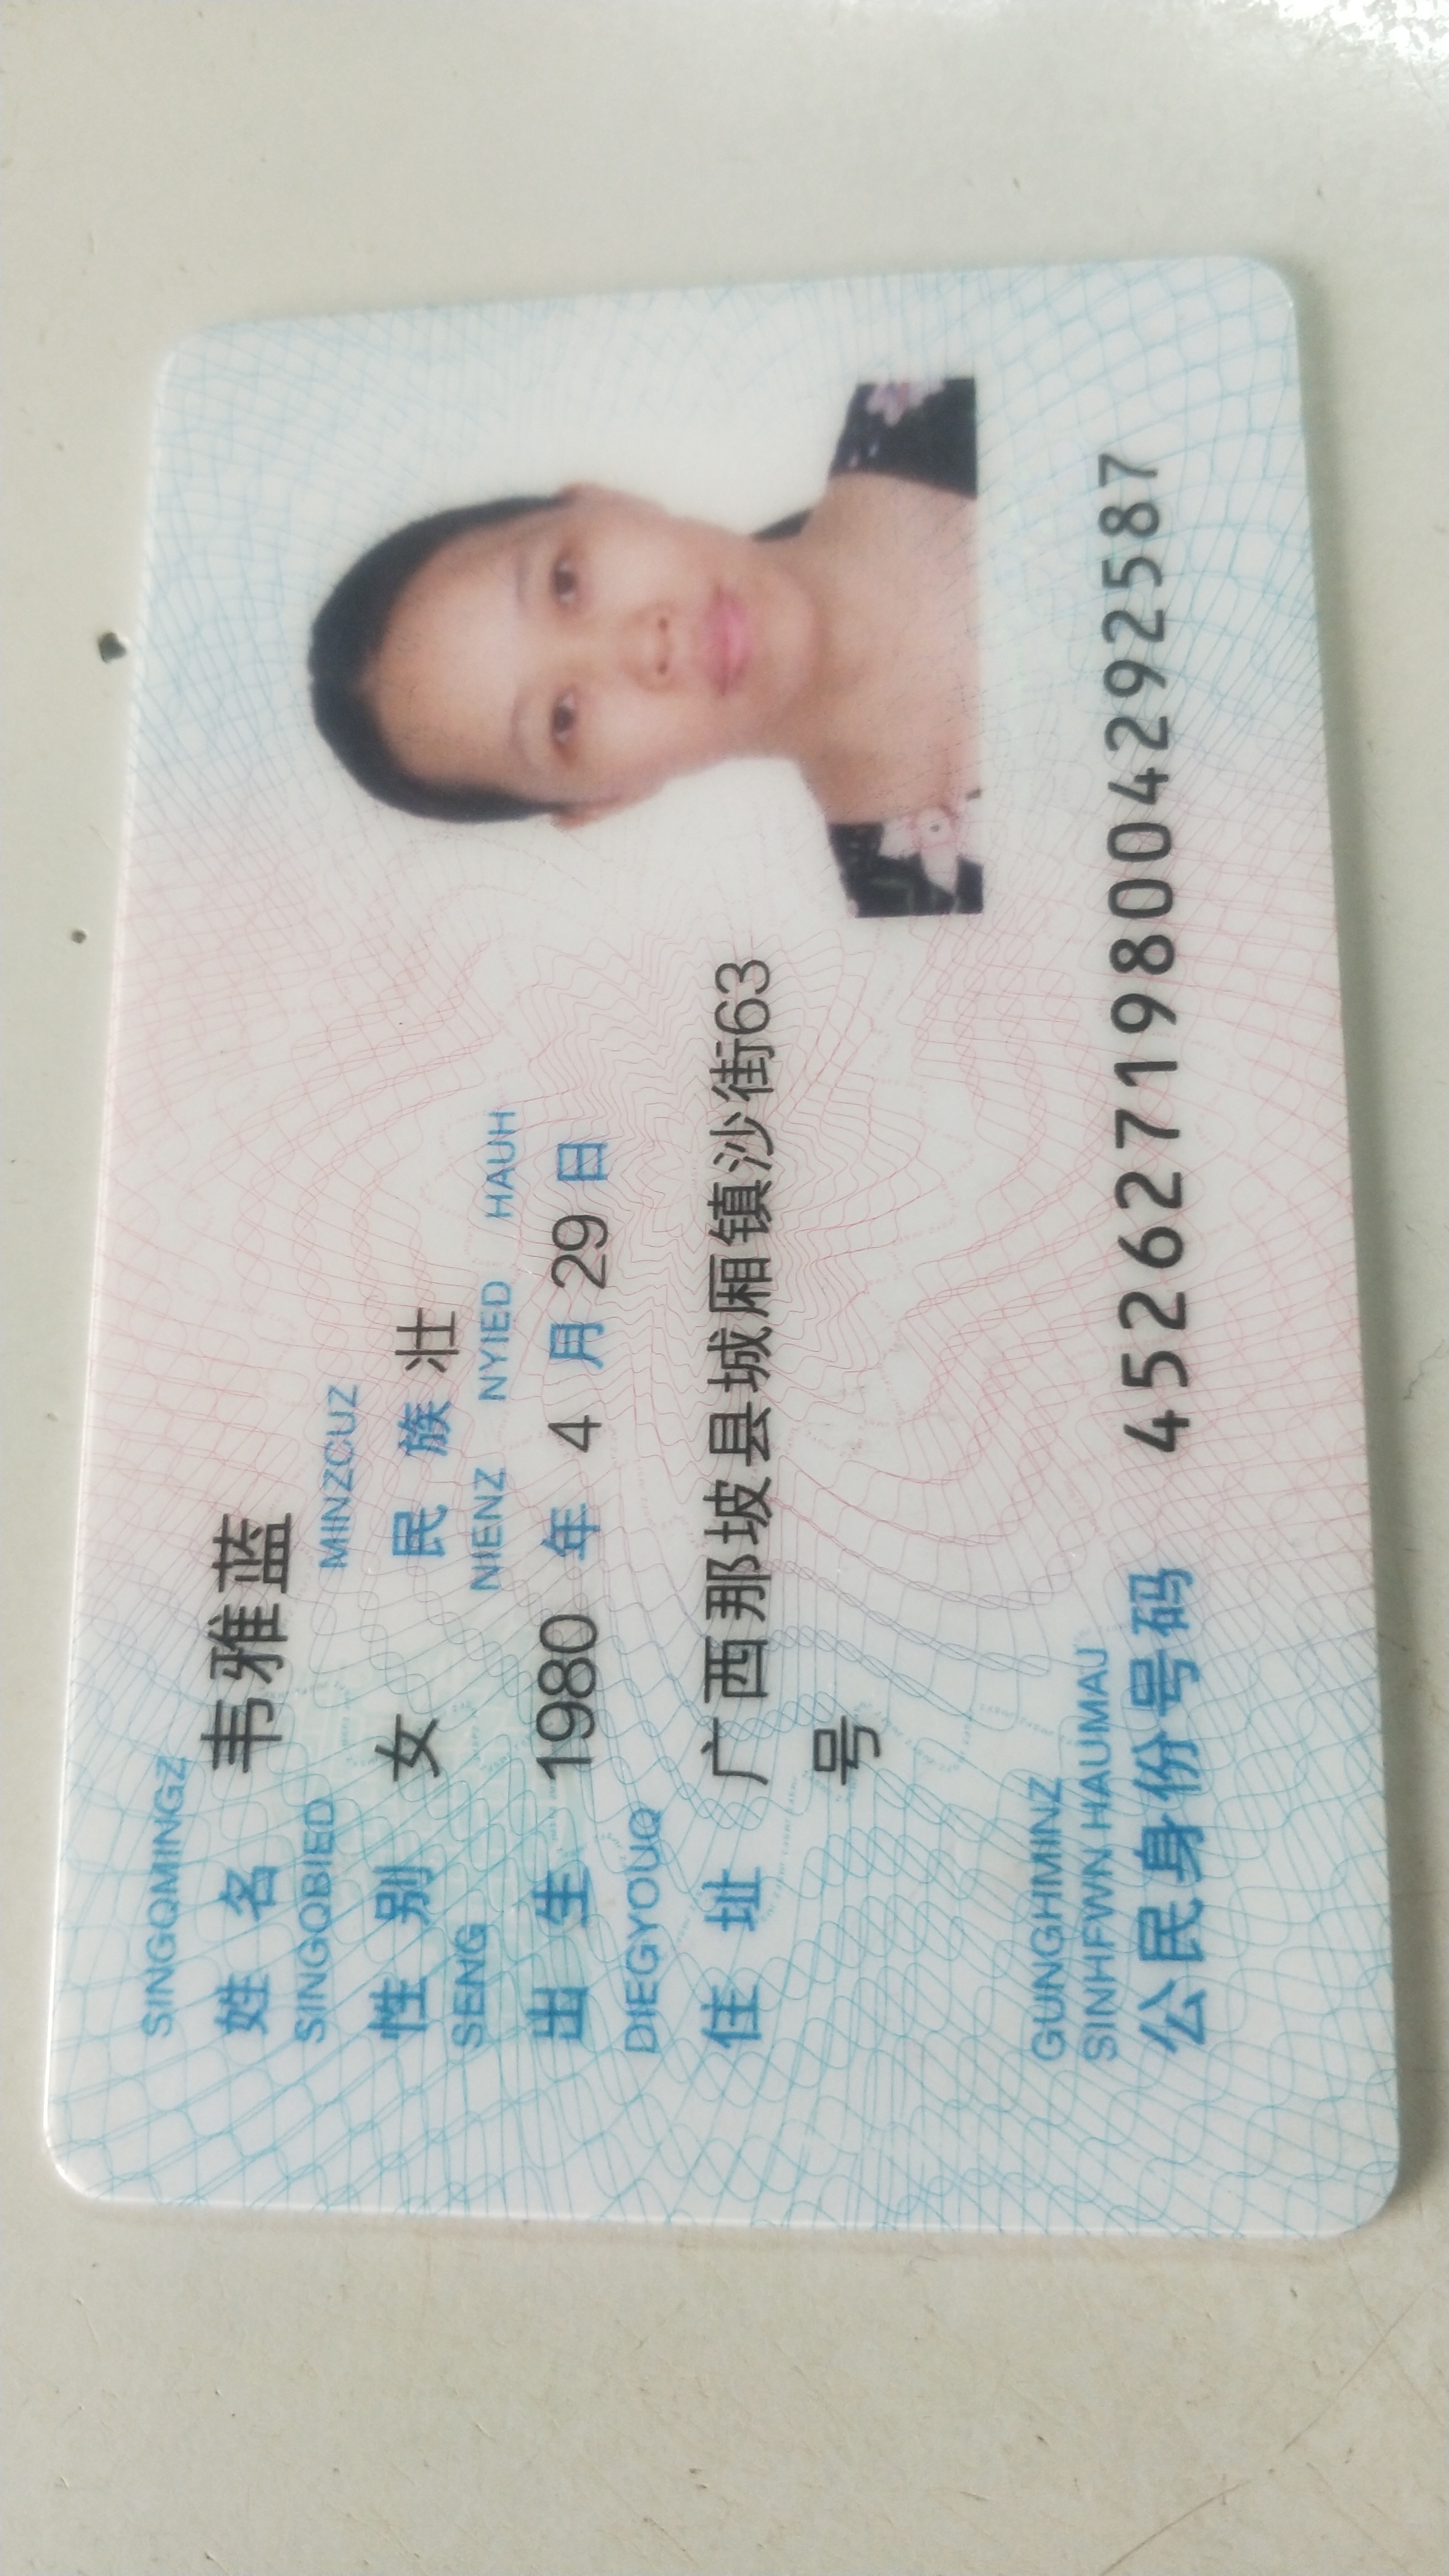 SINGQMINGZ
姓名 韦雅蓝
SINGQBIED MINZCUZ
性别 女 民族 壮
SENG NIENZ NYIED HAUH
出生 1980 年 4 月 29 日
DIEGYOUQ
住址 广西那坡县城厢镇沙街63
号
GUNGHMINZ
SINHFWN HAUMAJ
公民身份号码 452627198004292587